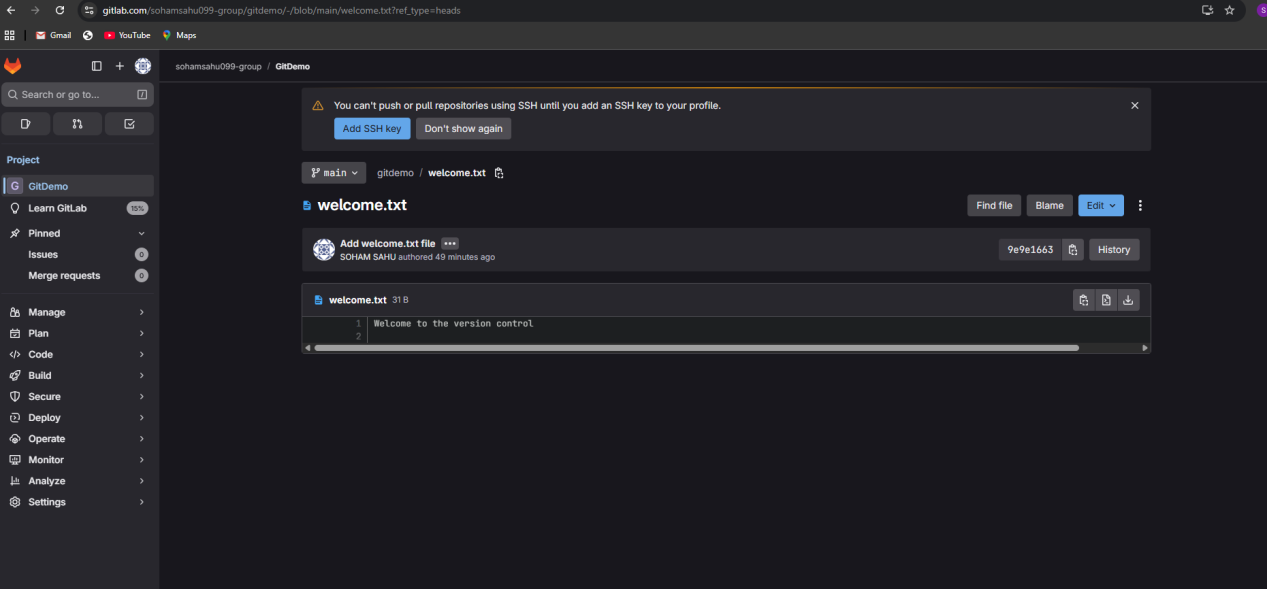 gitlab.com/sohamsahu099-group/gitdemo/-/blob/main/welcome.txt?ref_type=heads
S
Gmail
YouTube
Maps
sohamsahu099-group / GitDemo
Search or go to...
/
You can't push or pull repositories using SSH until you add an SSH key to your profile.
Add SSH key
Don't show again
Project
G GitDemo
Learn GitLab 15%
Pinned
Issues 0
Merge requests 0
Manage
Plan
Code
Build
Secure
Deploy
Operate
Monitor
Analyze
Settings
main
gitdemo / welcome.txt
welcome.txt
Find file
Blame
Edit
Add welcome.txt file
SOHAM SAHU authored 49 minutes ago
9e9e1663
History
welcome.txt 31 B
1 Welcome to the version control
2